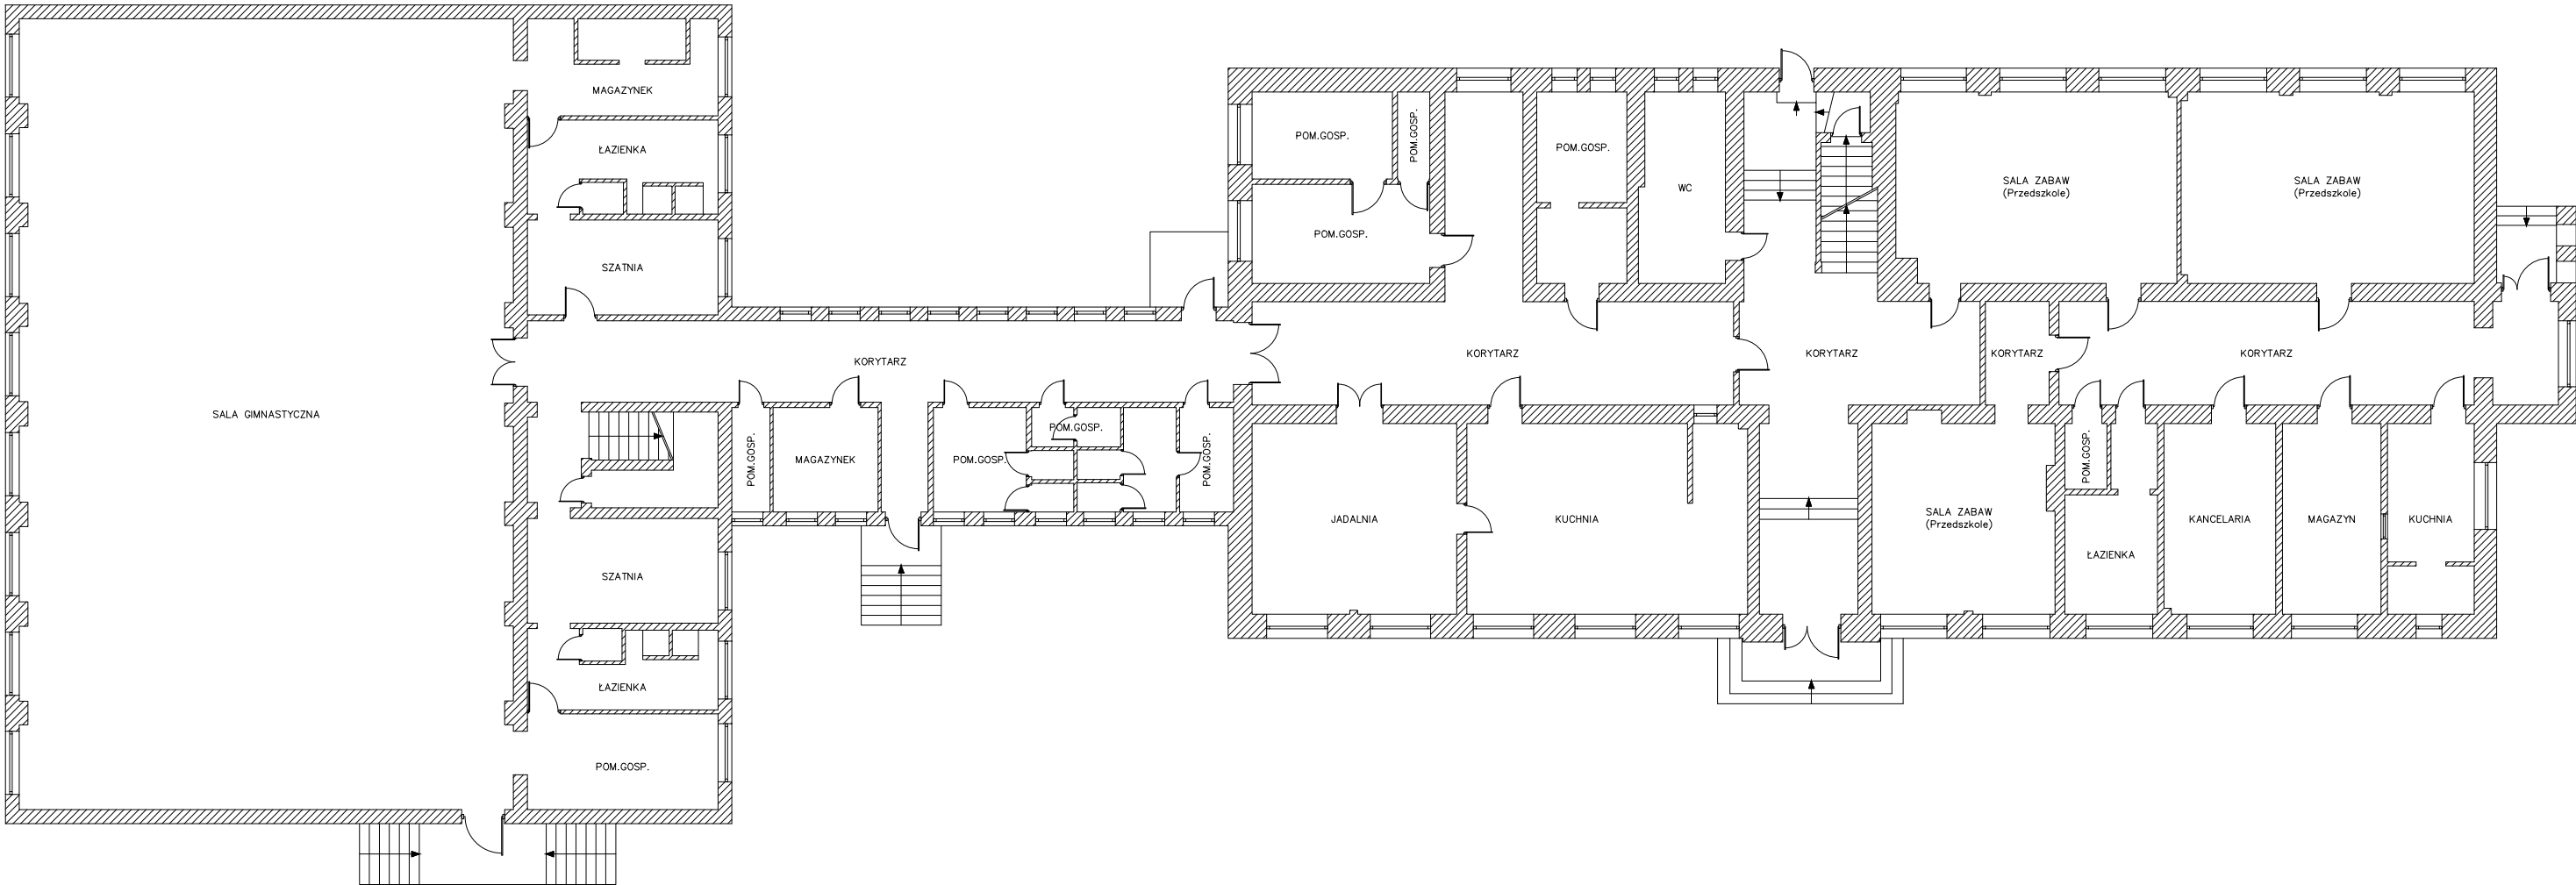 MAGAZYNEK
ŁAZIENKA
SZATNIA
SALA GIMNASTYCZNA
KORYTARZ
POM.GOSP.
MAGAZYNEK
POM.GOSP.
POM.GOSP.
POM.GOSP.
SZATNIA
ŁAZIENKA
POM.GOSP.
POM.GOSP.
POM.GOSP.
POM.GOSP.
POM.GOSP.
WC
SALA ZABAW
(Przedszkole)
SALA ZABAW
(Przedszkole)
KORYTARZ
KORYTARZ
KORYTARZ
KORYTARZ
JADALNIA
KUCHNIA
SALA ZABAW
(Przedszkole)
POM.GOSP.
ŁAZIENKA
KANCELARIA
MAGAZYN
KUCHNIA